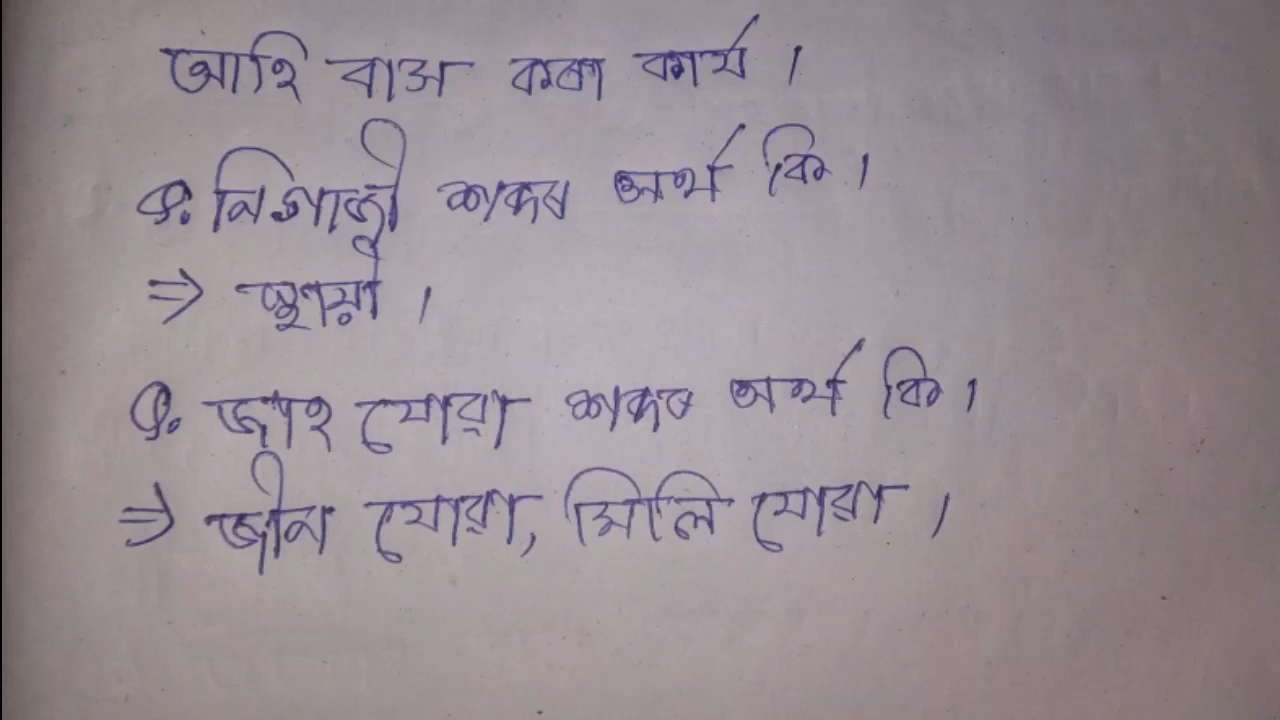 আহি বাস কৰা কাৰ্য ।
Q. নিগাজী শব্দৰ অৰ্থ কি ।
⇒ স্থায়ী ।
Q. জাহ যোৱা শব্দৰ অৰ্থ কি ।
⇒ জীন যোৱা, মিলি যোৱা ।